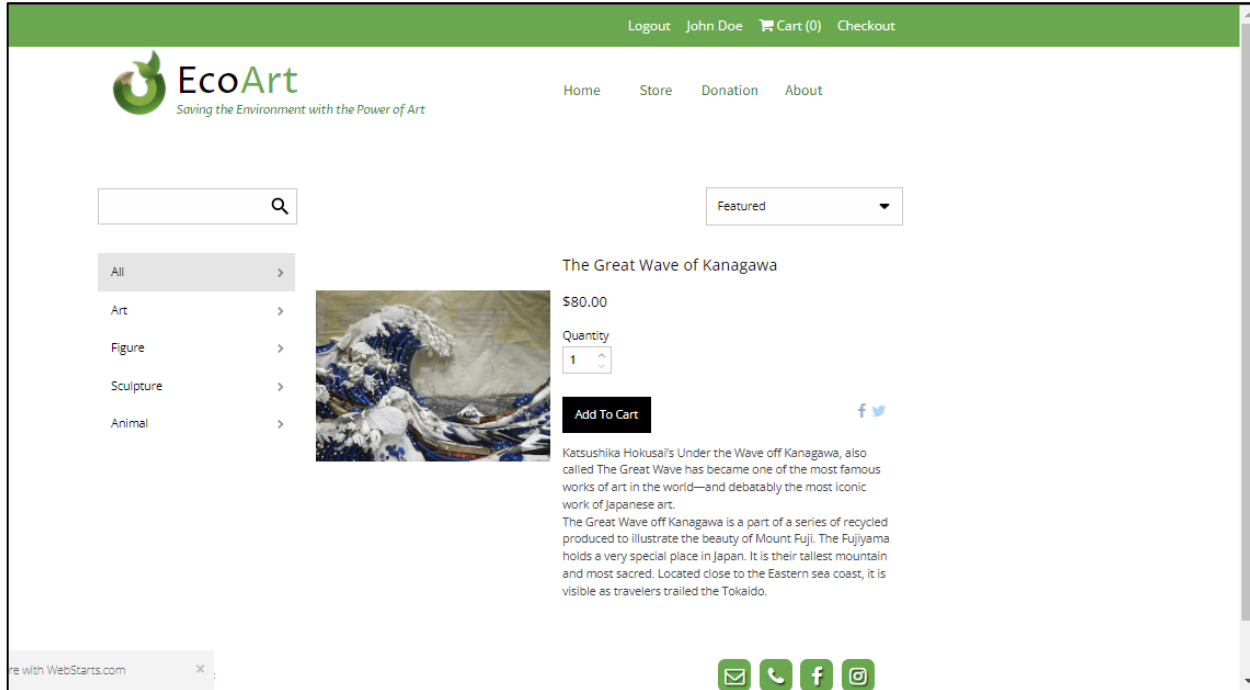 Logout John Doe Cart (0) Checkout
EcoArt
Saving the Environment with the Power of Art
Home Store Donation About
Featured
All
Art
Figure
Sculpture
Animal
The Great Wave of Kanagawa
$80.00
Quantity
1
Add To Cart
Katsushika Hokusai's Under the Wave off Kanagawa, also
called The Great Wave has became one of the most famous
works of art in the world—and debatably the most iconic
work of Japanese art.
The Great Wave off Kanagawa is a part of a series of recycled
produced to illustrate the beauty of Mount Fuji. The Fujiyama
holds a very special place in Japan. It is their tallest mountain
and most sacred. Located close to the Eastern sea coast, it is
visible as travelers trailed the Tokaido.
re with WebStarts.com